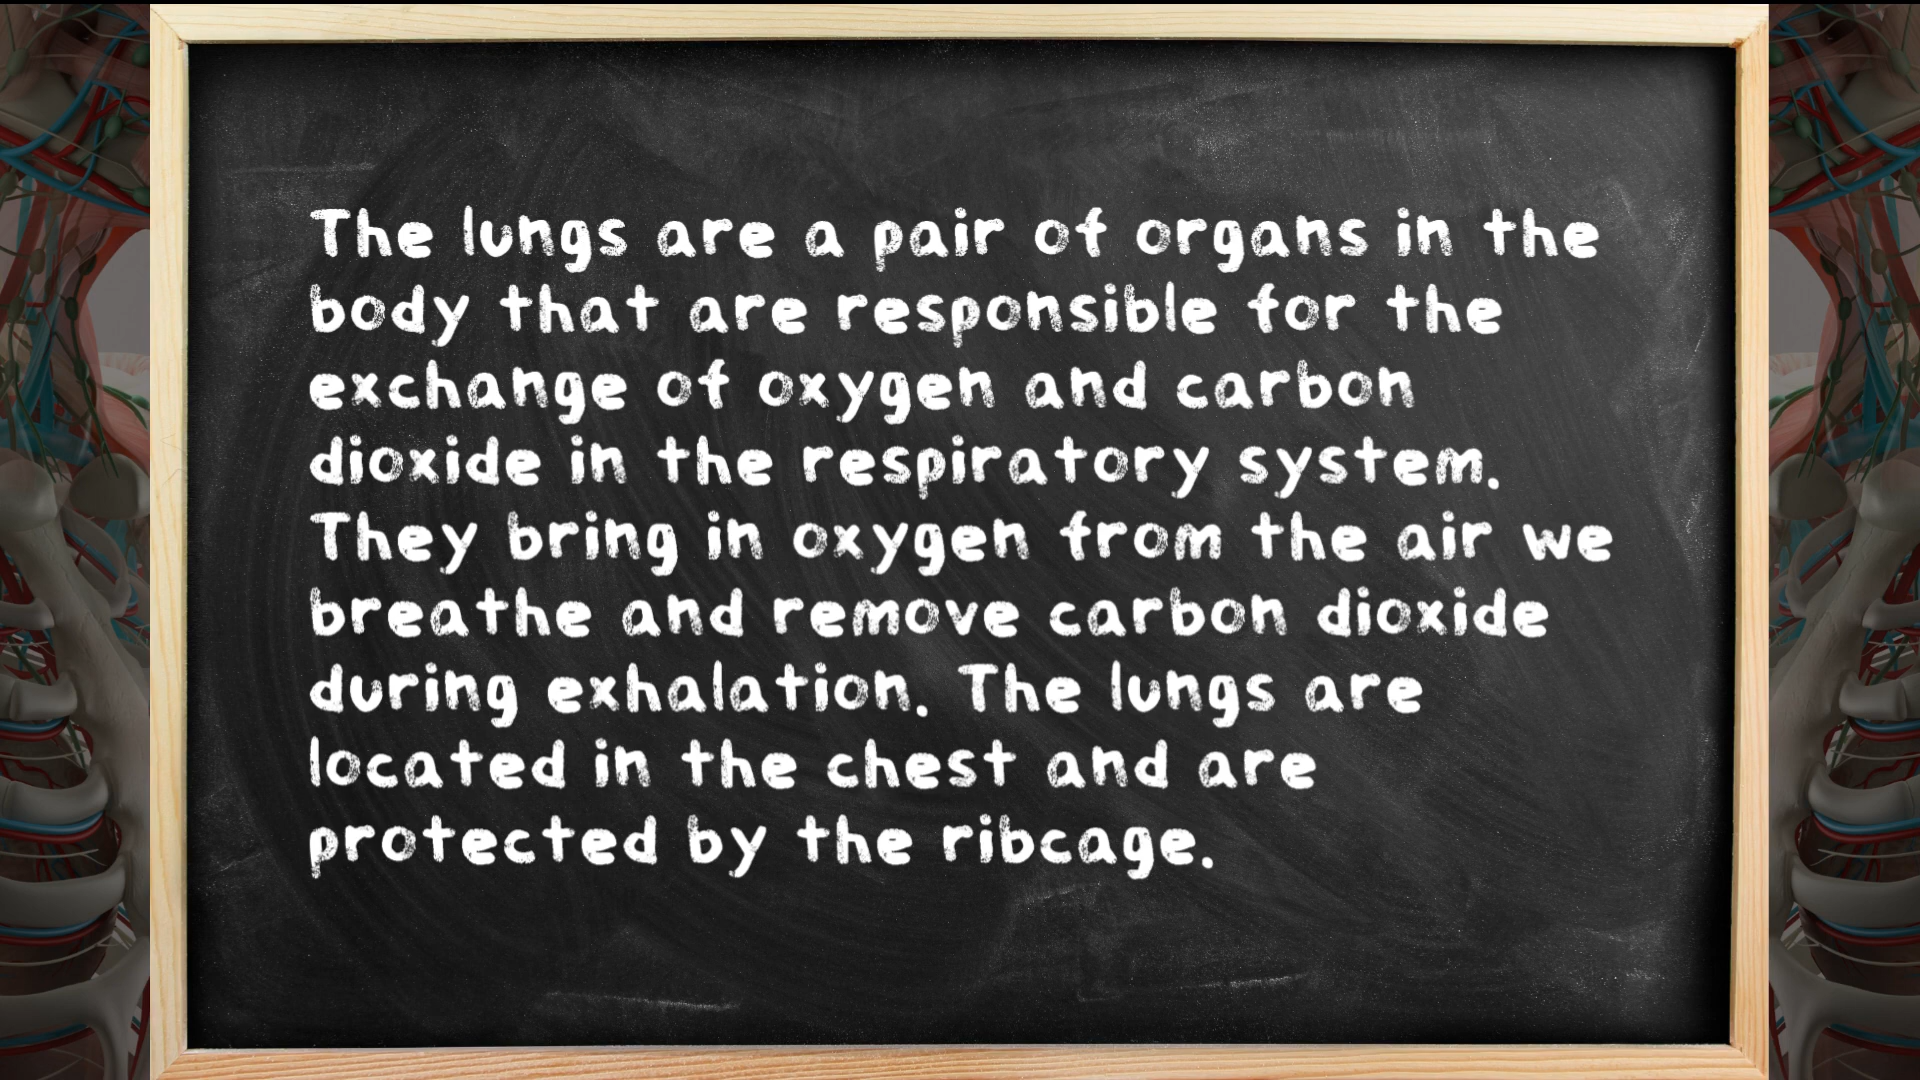 The lungs are a pair of organs in the
body that are responsible for the
exchange of oxygen and carbon
dioxide in the respiratory system.
They bring in oxygen from the air we
breathe and remove carbon dioxide
during exhalation. The lungs are
located in the chest and are
protected by the ribcage.